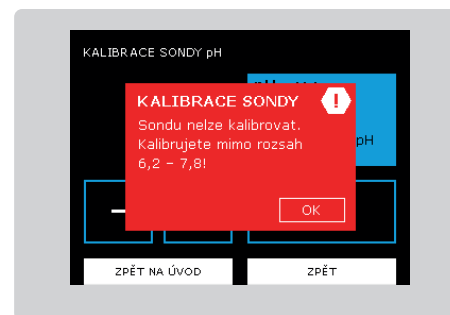 KALIBRACE SONDY pH
KALIBRACE SONDY
!
Sondu nelze kalibrovat.
Kalibrujete mimo rozsah
6,2 – 7,8!
pH
OK
–
ZPĚT NA ÚVOD
ZPĚT